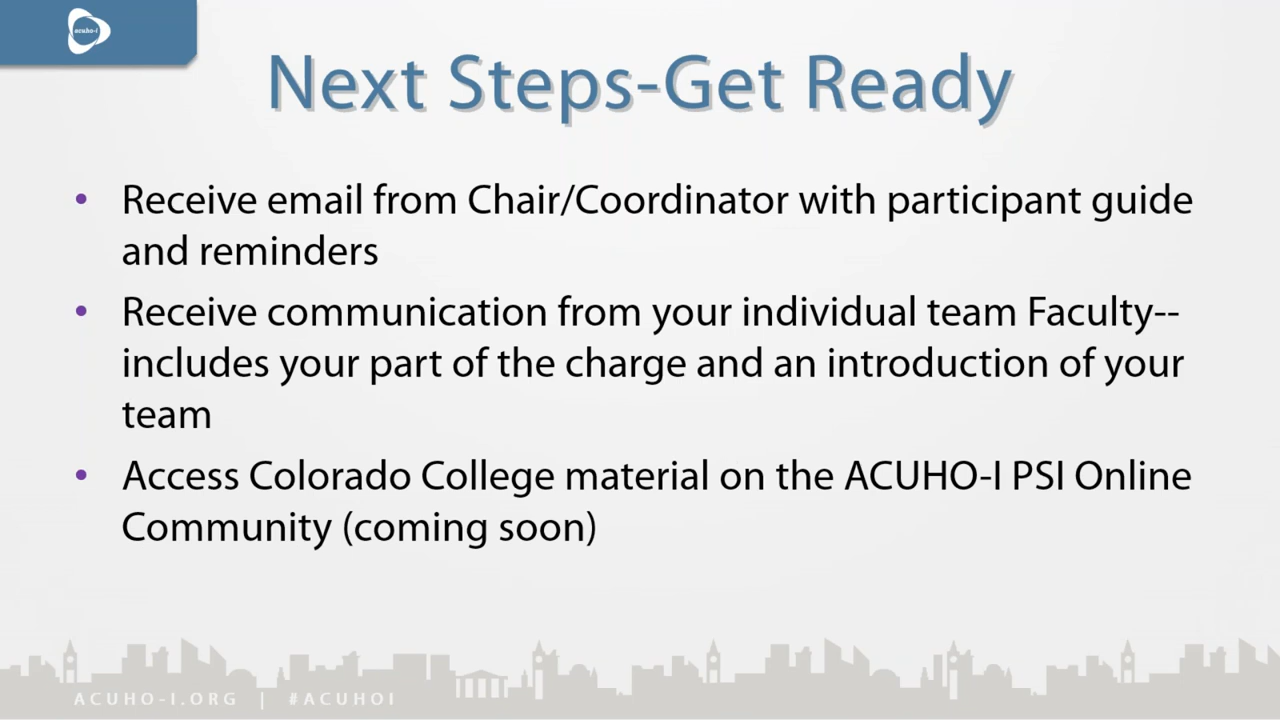 acuho-i
Next Steps-Get Ready
• Receive email from Chair/Coordinator with participant guide
and reminders
• Receive communication from your individual team Faculty--
includes your part of the charge and an introduction of your
team
• Access Colorado College material on the ACUHO-I PSI Online
Community (coming soon)
ACUHO-I.ORG | #ACUHOI